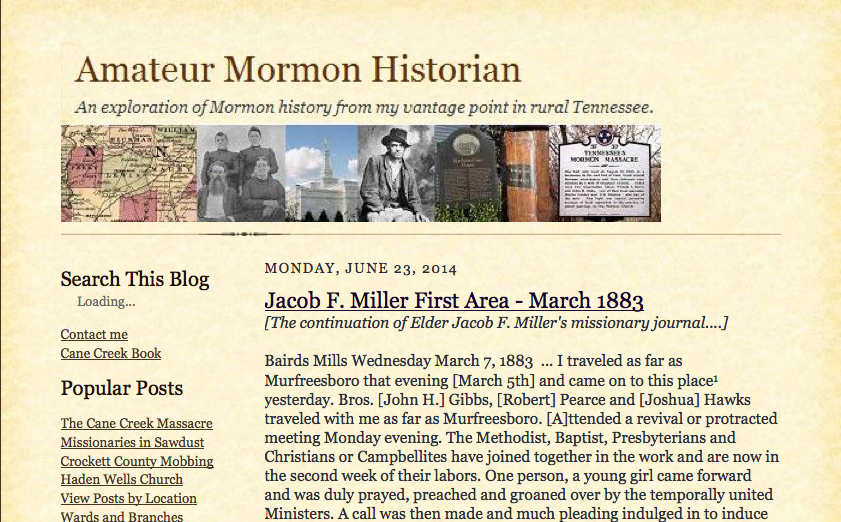 Amateur Mormon Historian
An exploration of Mormon history from my vantage point in rural Tennessee.
WILLIAM
HICKMAN
PERRY
LEWIS
N
N
TENNESSEE'S
MORMON MASSACRE
Search This Blog
Loading...
Contact me
Cane Creek Book
Popular Posts
The Cane Creek Massacre
Missionaries in Sawdust
Crockett County Mobbing
Haden Wells Church
View Posts by Location
Wards and Branches
MONDAY, JUNE 23, 2014
Jacob F. Miller First Area - March 1883
[The continuation of Elder Jacob F. Miller's missionary journal....]
Bairds Mills Wednesday March 7, 1883 ... I traveled as far as
Murfreesboro that evening [March 5th] and came on to this place¹
yesterday. Bros. [John H.] Gibbs, [Robert] Pearce and [Joshua] Hawks
traveled with me as far as Murfreesboro. [A]ttended a revival or protracted
meeting Monday evening. The Methodist, Baptist, Presbyterians and
Christians or Campbellites have joined together in the work and are now in
the second week of their labors. One person, a young girl came forward
and was duly prayed, preached and groaned over by the temporally united
Ministers. A call was then made and much pleading indulged in to induce